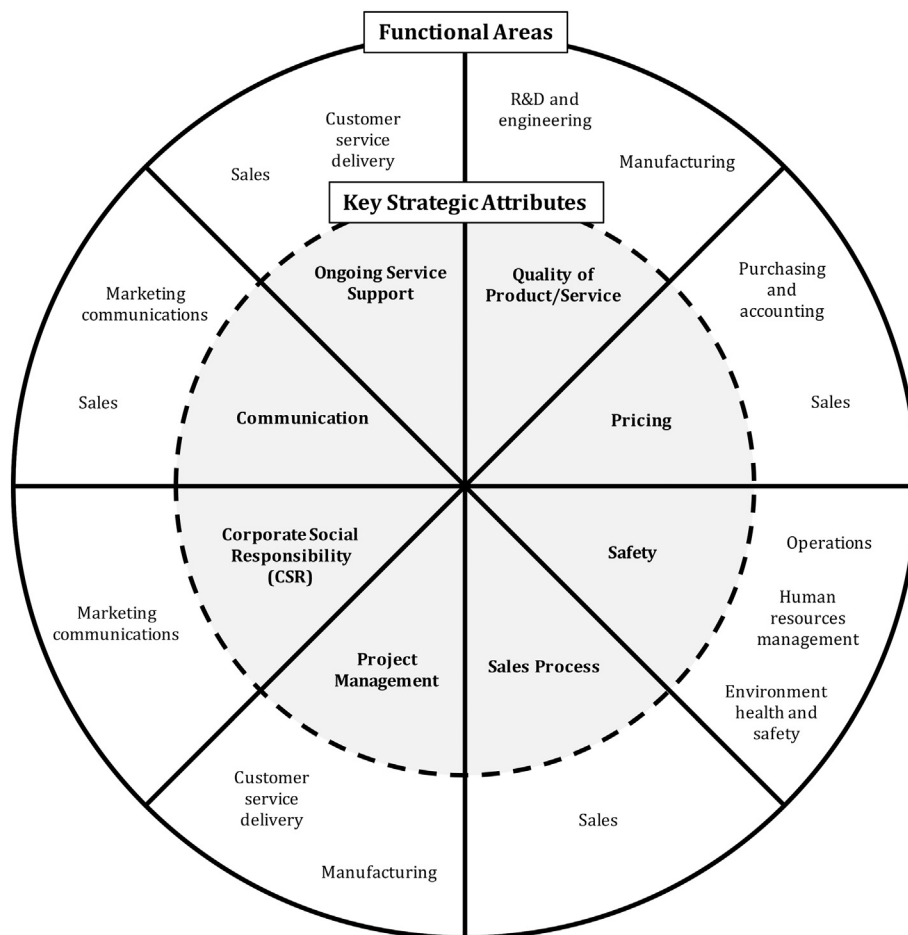 Functional Areas
R&D and
engineering
Manufacturing
Customer
service
delivery
Sales
Key Strategic Attributes
Ongoing Service
Support
Quality of
Product/Service
Purchasing
and
accounting
Sales
Marketing
communications
Sales
Communication
Pricing
Corporate Social
Responsibility
(CSR)
Safety
Operations
Human
resources
management
Environment
health and
safety
Marketing
communications
Project
Management
Sales Process
Customer
service
delivery
Manufacturing
Sales